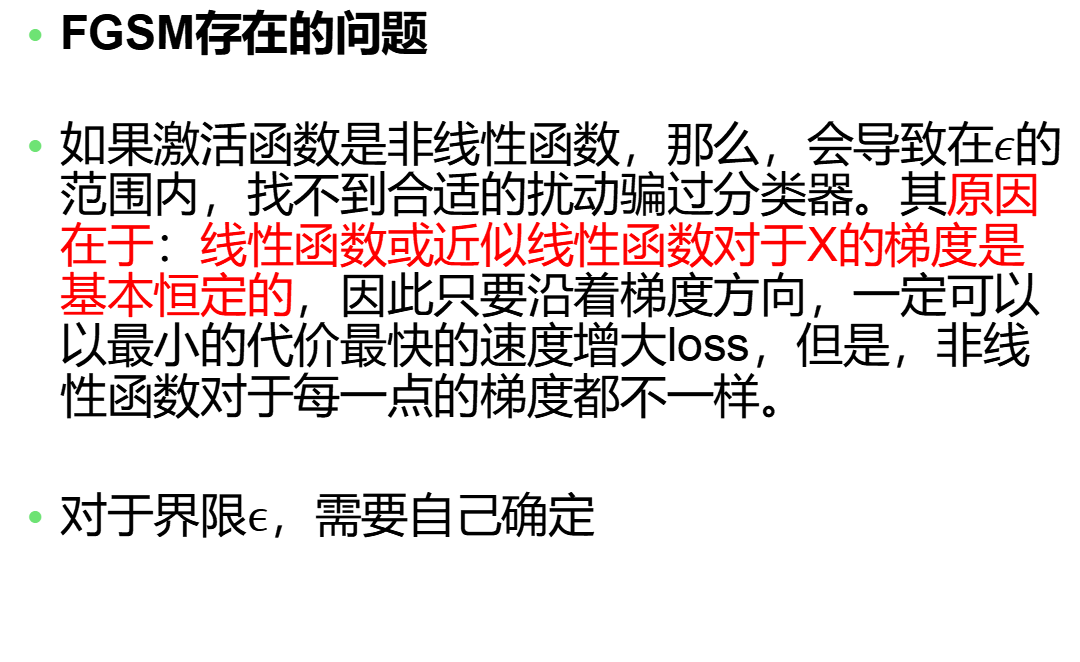 • FGSM存在的问题
• 如果激活函数是非线性函数，那么，会导致在ϵ的
范围内，找不到合适的扰动骗过分类器。其原因
在于：线性函数或近似线性函数对于X的梯度是
基本恒定的，因此只要沿着梯度方向，一定可以
以最小的代价最快的速度增大loss，但是，非线
性函数对于每一点的梯度都不一样。
• 对于界限ϵ，需要自己确定